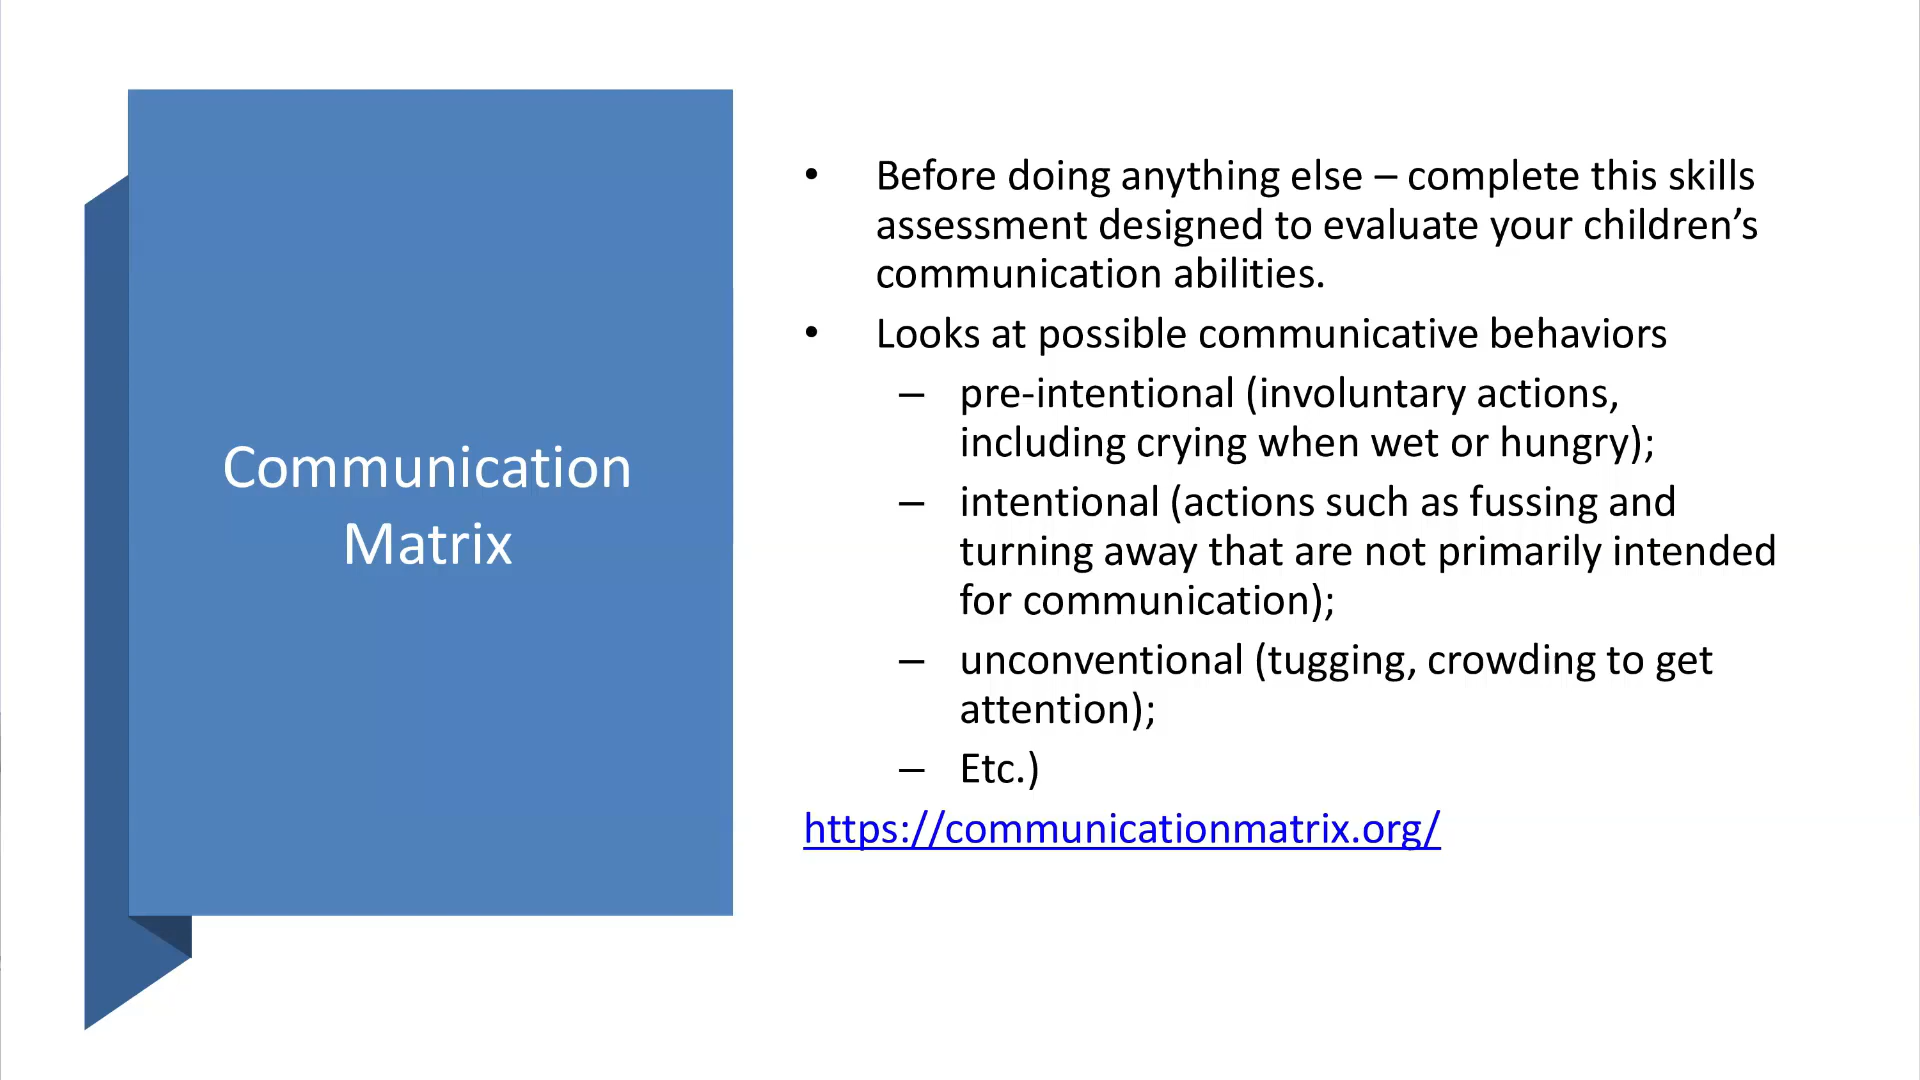 Communication
Matrix
• Before doing anything else – complete this skills
assessment designed to evaluate your children’s
communication abilities.
• Looks at possible communicative behaviors
– pre-intentional (involuntary actions,
including crying when wet or hungry);
– intentional (actions such as fussing and
turning away that are not primarily intended
for communication);
– unconventional (tugging, crowding to get
attention);
– Etc.)
https://communicationmatrix.org/